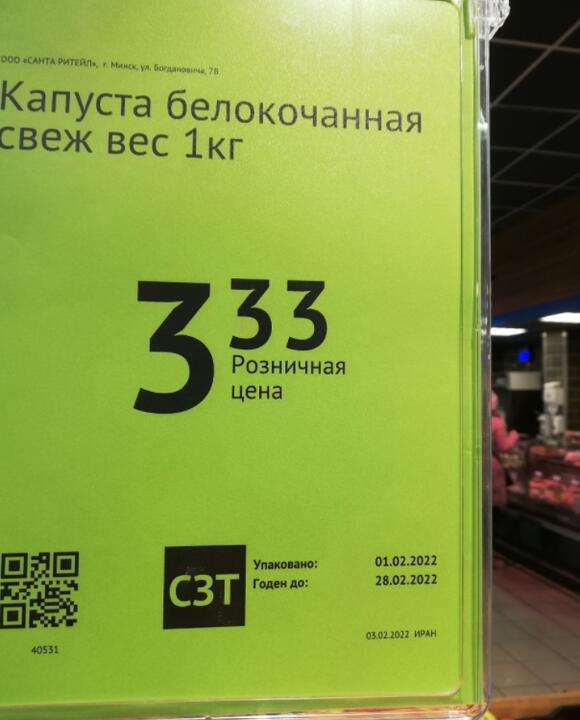 ООО «САНТА РИТЕЙЛ», г. Минск, ул. Богдановича, 78
Капуста белокочанная
свеж вес 1кг
3 33
Розничная
цена
СЗТ
Упаковано: 01.02.2022
Годен до: 28.02.2022
40531
03.02.2022 ИРАН